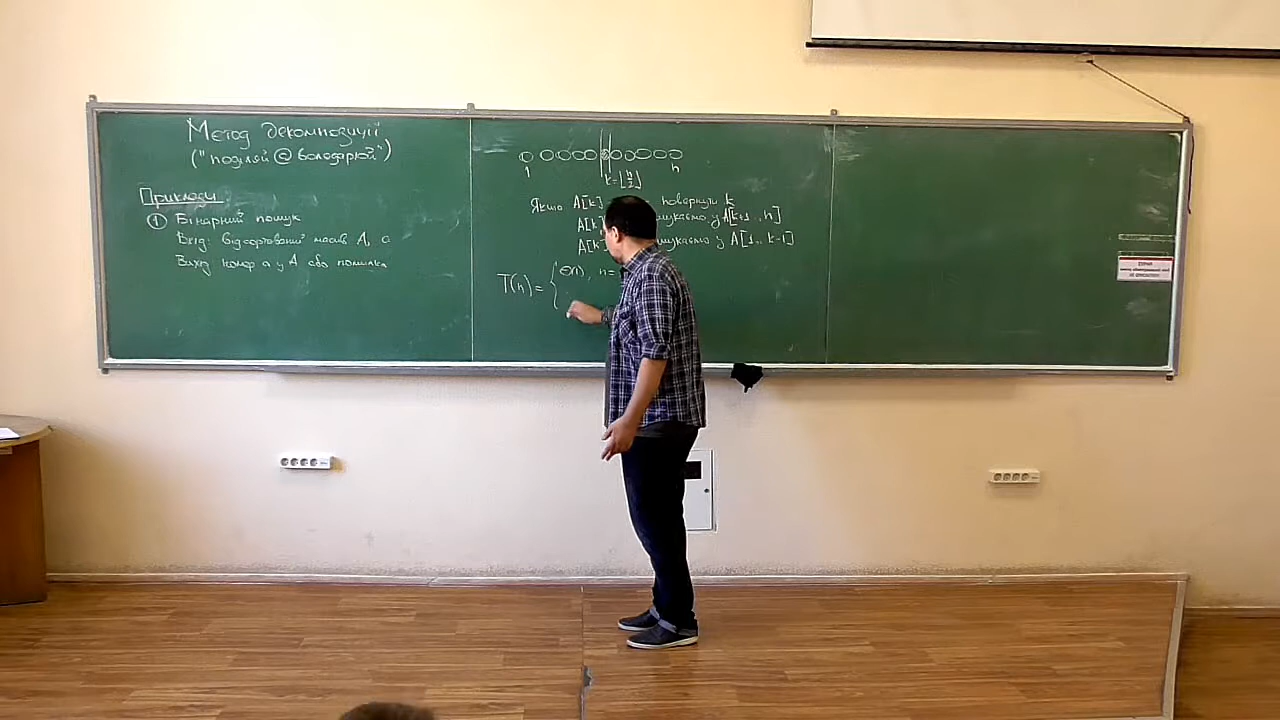 Метод декомпозиції
("поділяй @ володарюй")
Приклади
① Бінарний пошук
Вхід: відсортований масив A, a
Вихід номер a у A або помилка
1 n
k=⌊n/2⌋
Якщо A[k] повернути k
A[k] шукаємо у A[k+1..n]
A[k шукаємо у A[1..k-1]
T(n) = { Θ(1), n=